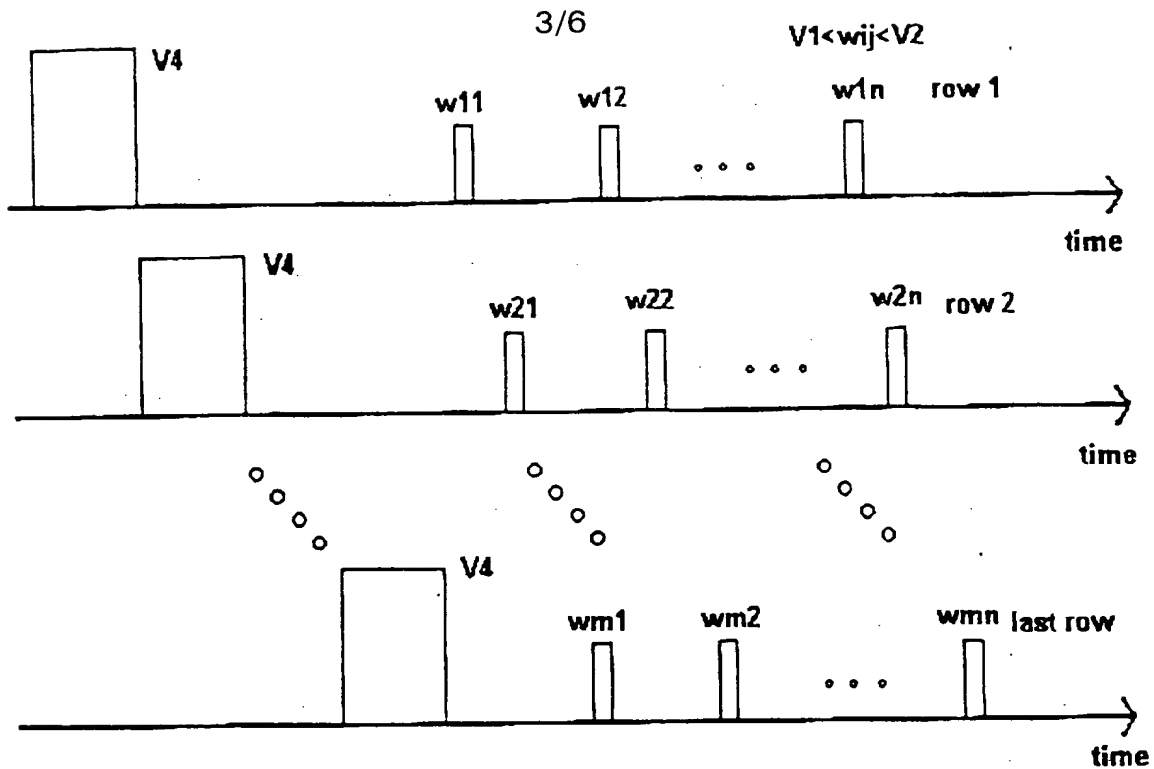 3/6
V1<wij<V2
V4
w11 w12 w1n row 1
time
V4
w21 w22 w2n row 2
time
V4
wm1 wm2 wmn last row
time